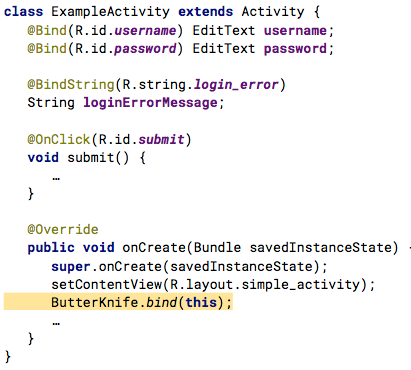 class ExampleActivity extends Activity {
@Bind(R.id.username) EditText username;
@Bind(R.id.password) EditText password;
@BindString(R.string.login_error)
String loginErrorMessage;
@OnClick(R.id.submit)
void submit() {
…
}
@Override
public void onCreate(Bundle savedInstanceState) {
super.onCreate(savedInstanceState);
setContentView(R.layout.simple_activity);
ButterKnife.bind(this);
…
}
}